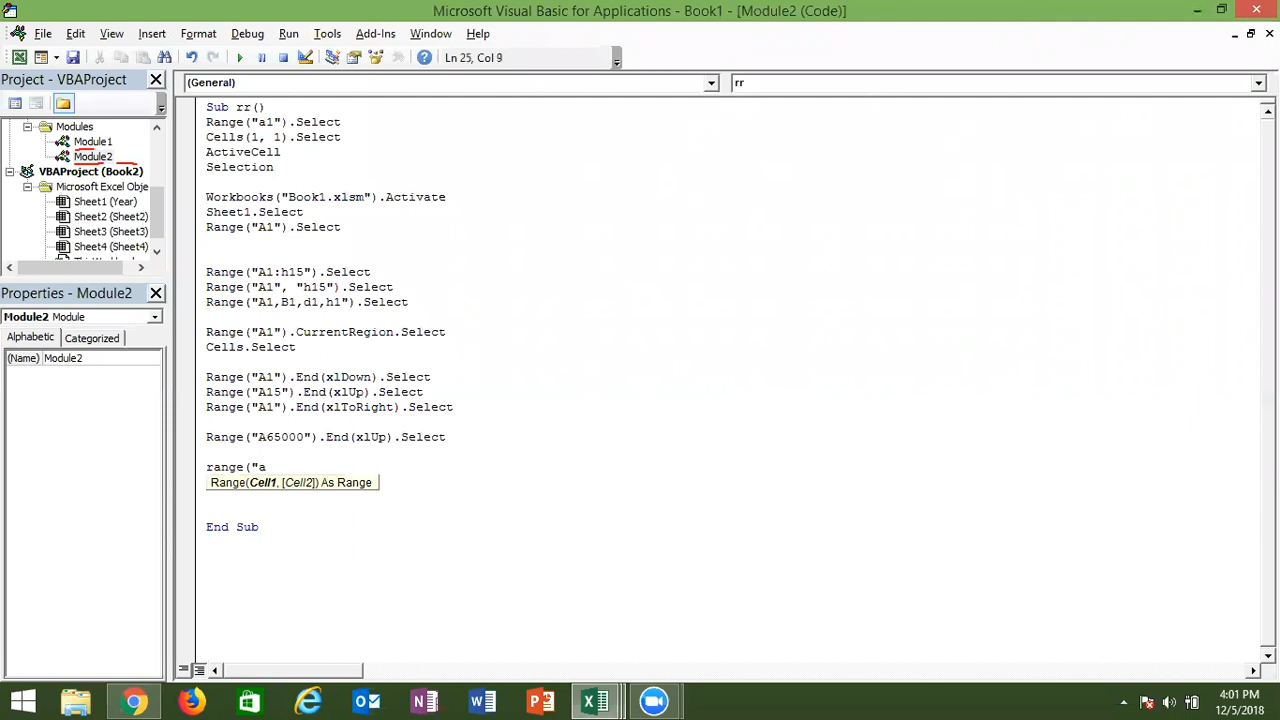 Microsoft Visual Basic for Applications - Book1 - [Module2 (Code)]
File Edit View Insert Format Debug Run Tools Add-Ins Window Help
Ln 25, Col 9
Project - VBAProject
(General)
rr
Modules
Module1
Module2
VBAProject (Book2)
Microsoft Excel Obje
Sheet1 (Year)
Sheet2 (Sheet2)
Sheet3 (Sheet3)
Sheet4 (Sheet4)
Properties - Module2
Module2 Module
Alphabetic Categorized
(Name) Module2
Sub rr()
Range("a1").Select
Cells(1, 1).Select
ActiveCell
Selection
Workbooks("Book1.xlsm").Activate
Sheet1.Select
Range("A1").Select
Range("A1:h15").Select
Range("A1", "h15").Select
Range("A1,B1,d1,h1").Select
Range("A1").CurrentRegion.Select
Cells.Select
Range("A1").End(xlDown).Select
Range("A15").End(xlUp).Select
Range("A1").End(xlToRight).Select
Range("A65000").End(xlUp).Select
range("a
Range(Cell1, [Cell2]) As Range
End Sub
4:01 PM
12/5/2018